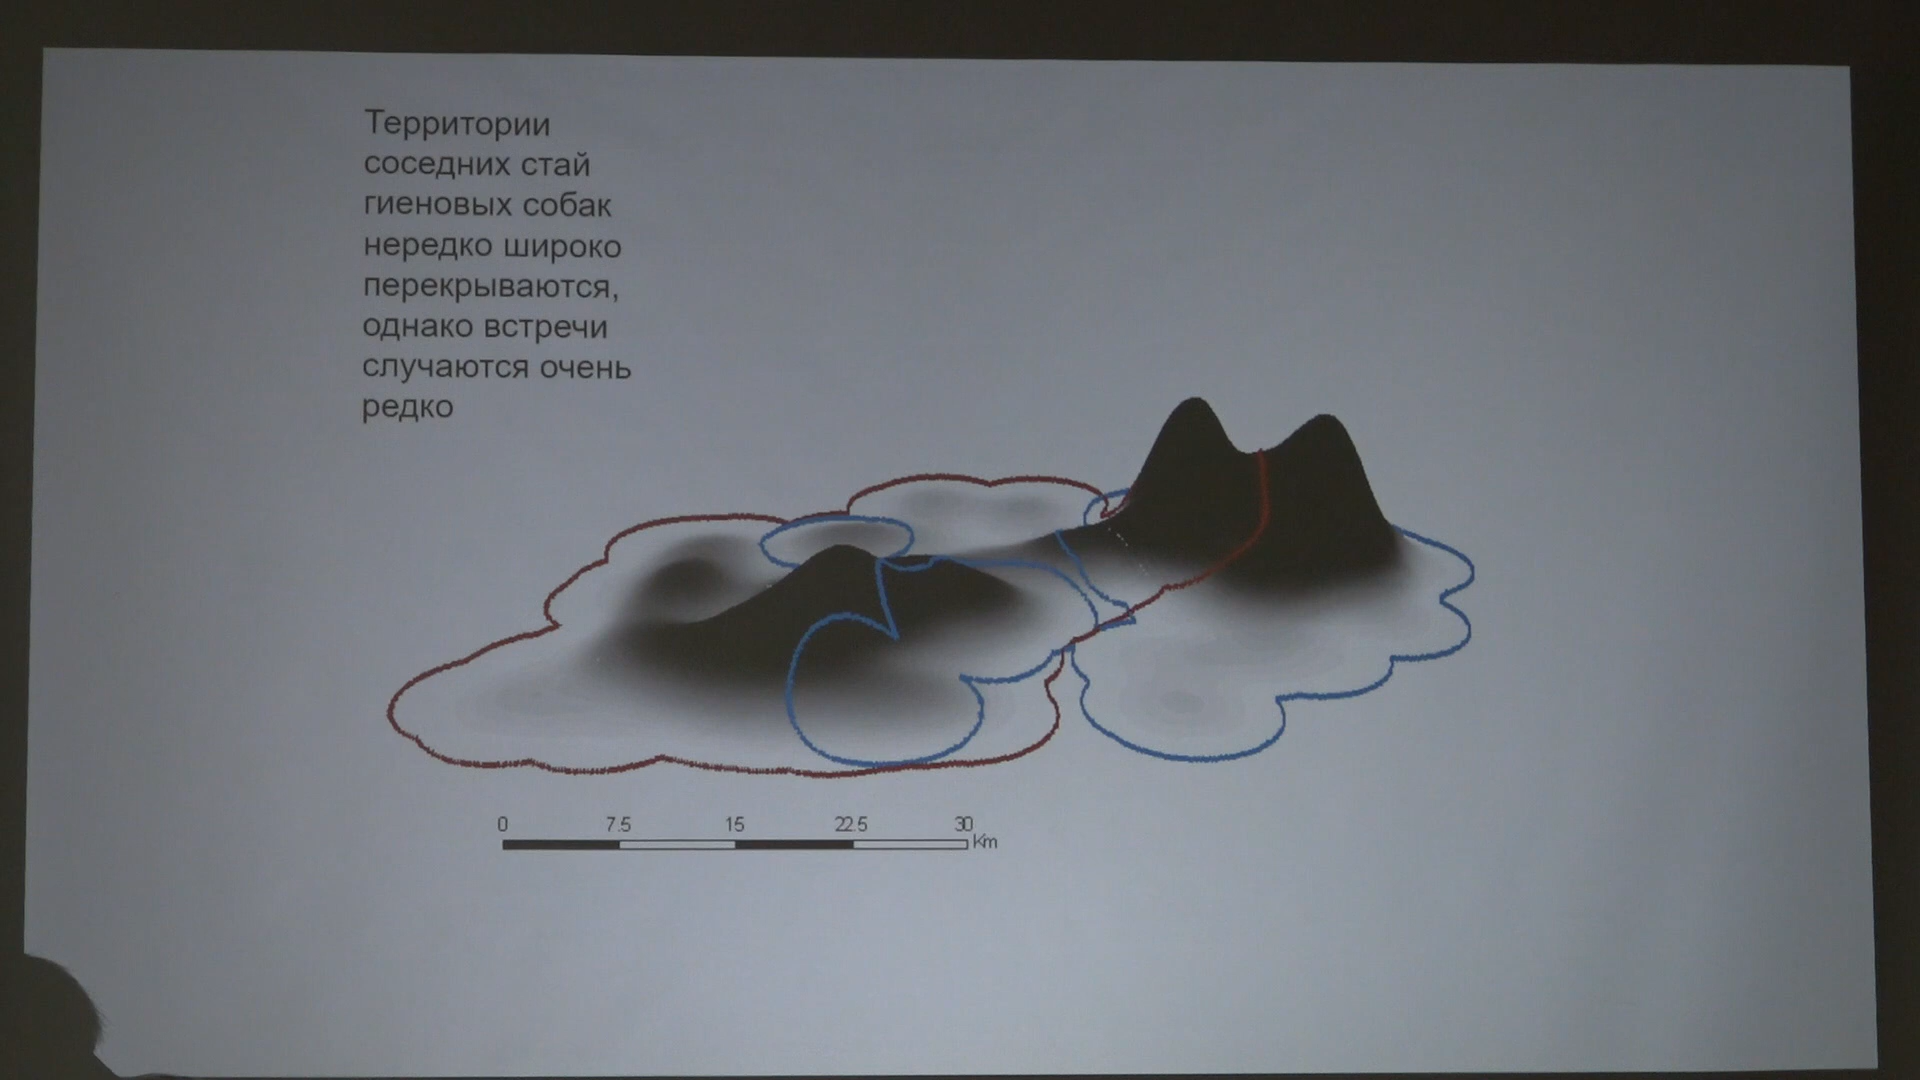 Территории
соседних стай
гиеновых собак
нередко широко
перекрываются,
однако встречи
случаются очень
редко
0 7.5 15 22.5 30
Km